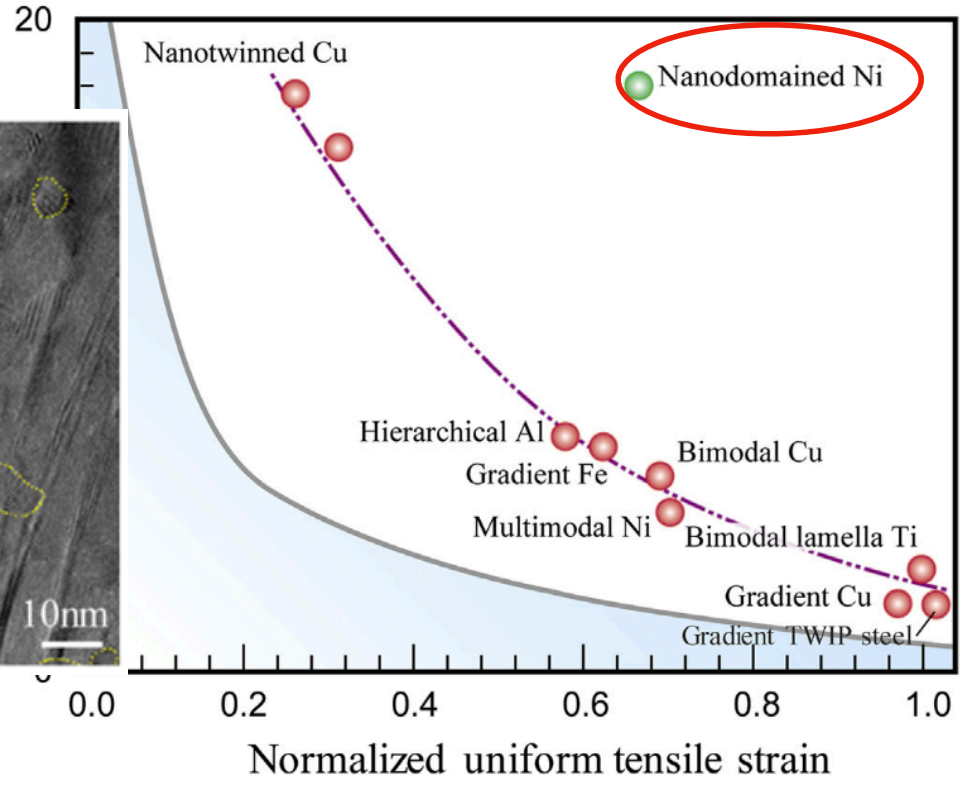 20
Nanotwinned Cu
Nanodomained Ni
Hierarchical Al
Gradient Fe
Bimodal Cu
Multimodal Ni
Bimodal lamella Ti
Gradient Cu
Gradient TWIP steel
10nm
0.0 0.2 0.4 0.6 0.8 1.0
Normalized uniform tensile strain